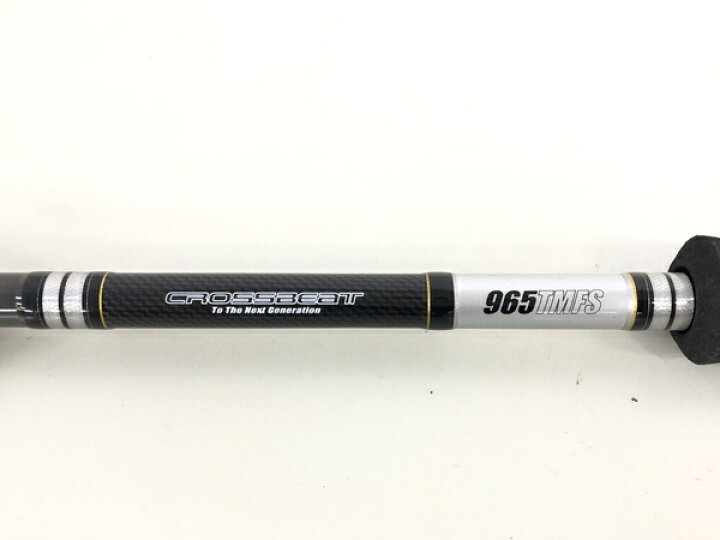 CROSSBEAT
To The Next Generation
965TMFS